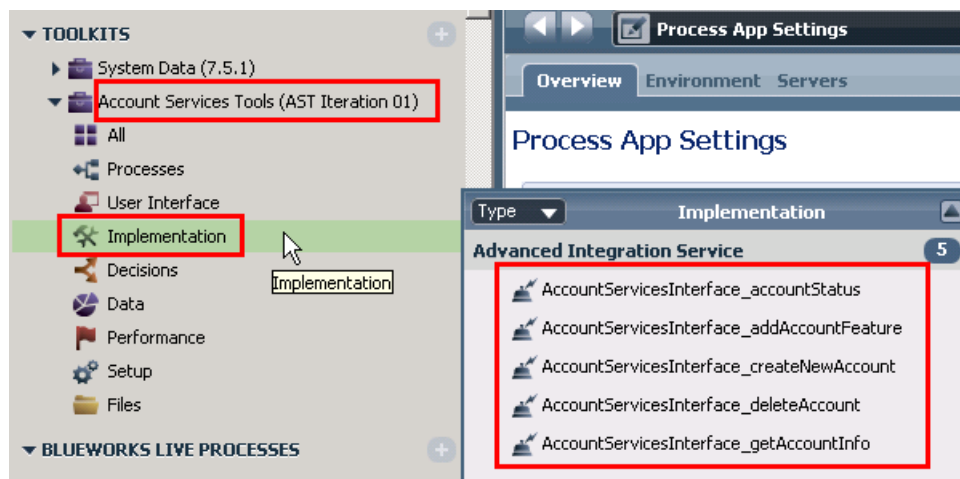 TOOLKITS
System Data (7.5.1)
Account Services Tools (AST Iteration 01)
All
Processes
User Interface
Implementation
Decisions
Implementation
Data
Performance
Setup
Files
BLUEWORKS LIVE PROCESSES
Process App Settings
Overview Environment Servers
Process App Settings
Type Implementation
Advanced Integration Service 5
AccountServicesInterface_accountStatus
AccountServicesInterface_addAccountFeature
AccountServicesInterface_createNewAccount
AccountServicesInterface_deleteAccount
AccountServicesInterface_getAccountInfo